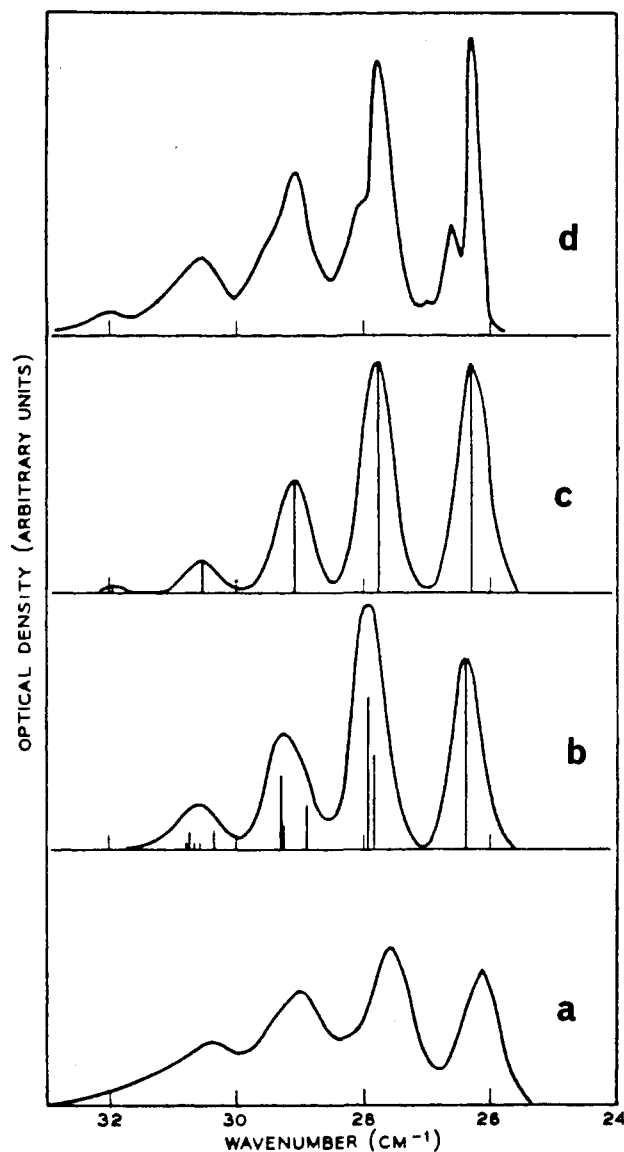 OPTICAL DENSITY (ARBITRARY UNITS)
d
c
b
a
32 30 28 26 24
WAVENUMBER (CM⁻¹)